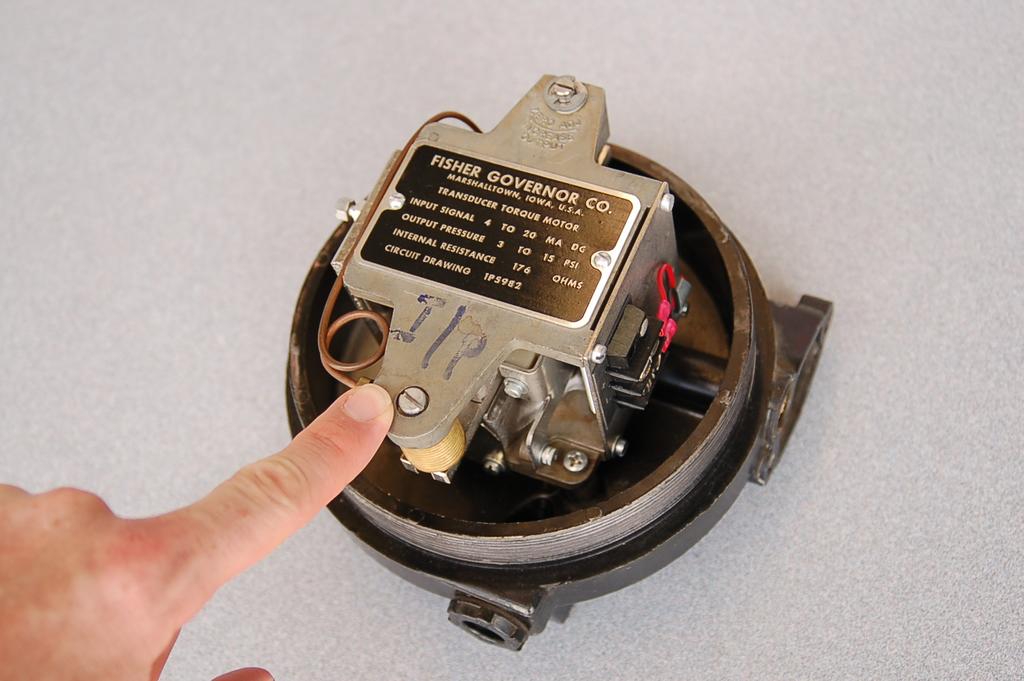 FISHER GOVERNOR CO.
MARSHALLTOWN, IOWA, U.S.A.
TRANSDUCER TORQUE MOTOR
INPUT SIGNAL 4 TO 20 MA DC
OUTPUT PRESSURE 3 TO 15 PSI
INTERNAL RESISTANCE 176 OHMS
CIRCUIT DRAWING 1P5982
I/P